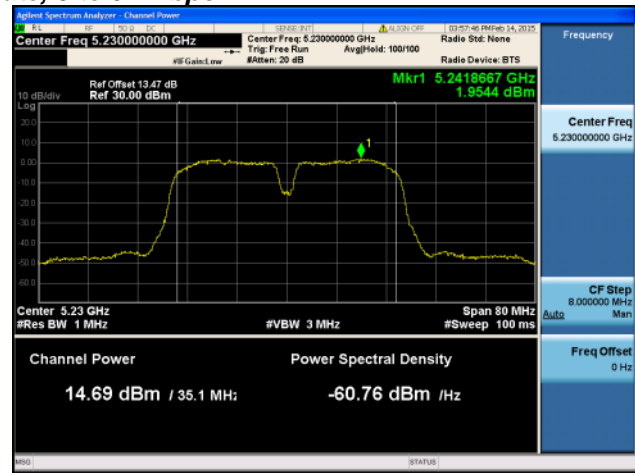 Agilent Spectrum Analyzer - Channel Power
RL RF 50 Ω DC SENSE:INT ALIGN OFF 03:57:46 PM Feb 14, 2015
Center Freq 5.230000000 GHz Center Freq: 5.230000000 GHz Radio Std: None Frequency
Trig: Free Run Avg|Hold: 100/100
#IFGain:Low #Atten: 20 dB Radio Device: BTS
Mkr1 5.2418667 GHz
Ref Offset 13.47 dB
10 dB/div Ref 30.00 dBm 1.9544 dBm
Log
20.0
10.0
0.00
-10.0
-20.0
-30.0
-40.0
-50.0
-60.0
1
Center Freq
5.230000000 GHz
Center 5.23 GHz Span 80 MHz
#Res BW 1 MHz #VBW 3 MHz #Sweep 100 ms
CF Step
8.000000 MHz
Auto Man
Channel Power Power Spectral Density
14.69 dBm / 35.1 MHz -60.76 dBm /Hz
Freq Offset
0 Hz
MSG STATUS